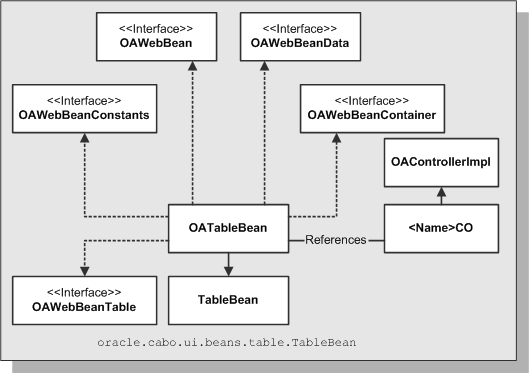 <<Interface>>
OAWebBean
<<Interface>>
OAWebBeanData
<<Interface>>
OAWebBeanConstants
<<Interface>>
OAWebBeanContainer
OAControllerImpl
OATableBean
References
<Name>CO
<<Interface>>
OAWebBeanTable
TableBean
oracle.cabo.ui.beans.table.TableBean